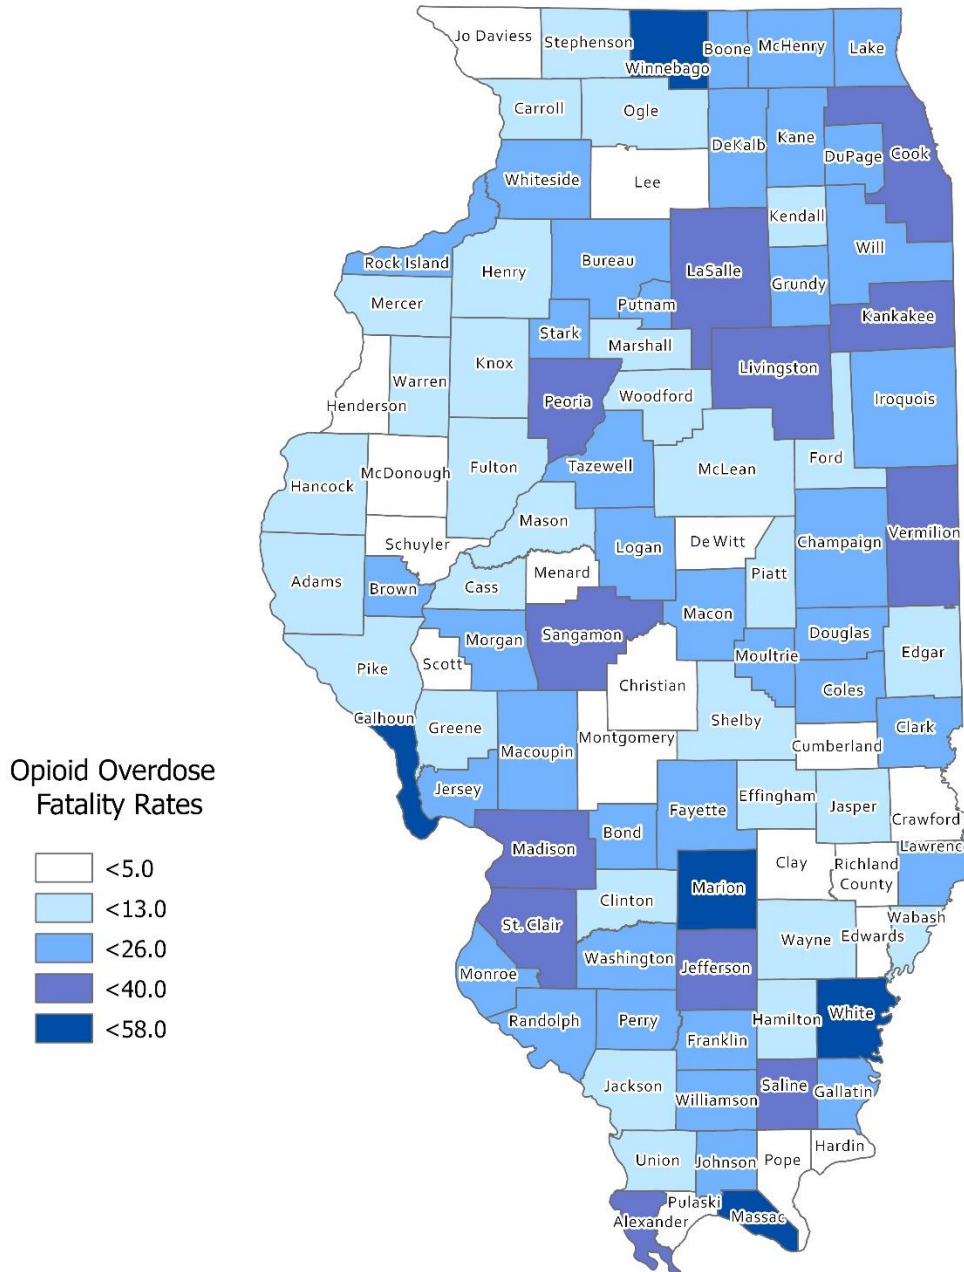 Jo Daviess
Stephenson
Winnebago
Boone
McHenry
Lake
Carroll
Ogle
DeKalb
Kane
DuPage
Cook
Whiteside
Lee
Kendall
Will
Rock Island
Henry
Bureau
LaSalle
Grundy
Mercer
Putnam
Kankakee
Stark
Marshall
Knox
Livingston
Warren
Peoria
Woodford
Iroquois
Henderson
McDonough
Fulton
Tazewell
McLean
Ford
Hancock
Mason
Vermilion
Schuyler
Logan
De Witt
Champaign
Adams
Brown
Cass
Menard
Piatt
Morgan
Sangamon
Macon
Douglas
Pike
Scott
Moultrie
Edgar
Christian
Coles
Calhoun
Greene
Shelby
Clark
Macoupin
Montgomery
Cumberland
Opioid Overdose
Fatality Rates
Jersey
Effingham
Jasper
Fayette
Crawford
Madison
Bond
Lawrence
<5.0
Marion
Clay
Richland
County
<13.0
Clinton
Wabash
St. Clair
Wayne
Edwards
<26.0
Washington
Jefferson
Monroe
<40.0
Randolph
Perry
Hamilton
White
<58.0
Franklin
Jackson
Williamson
Saline
Gallatin
Union
Johnson
Pope
Hardin
Pulaski
Alexander
Massac